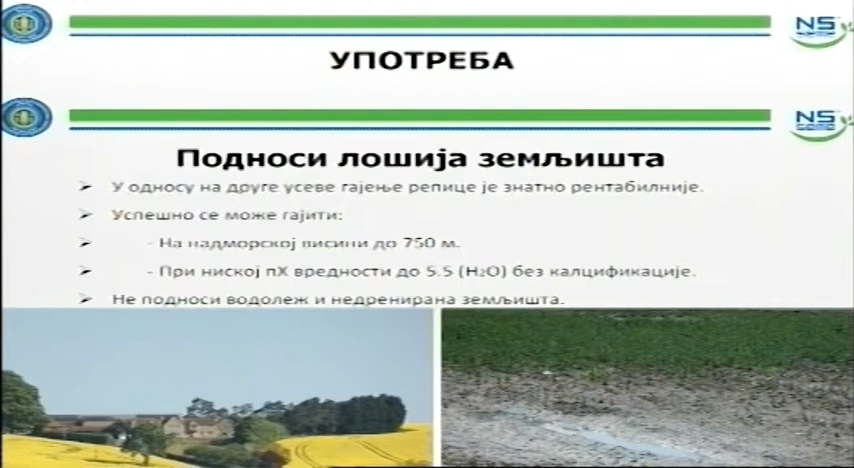 NS
УПОТРЕБА
NS
Подноси лошија земљишта
У односу на друге усеве гајење репице је знатно рентабилније.
Успешно се може гајити:
- На надморској висини до 750 м.
- При ниској пХ вредности до 5.5 (H₂O) без калцификације.
Не подноси водолеж и недренирана земљишта.